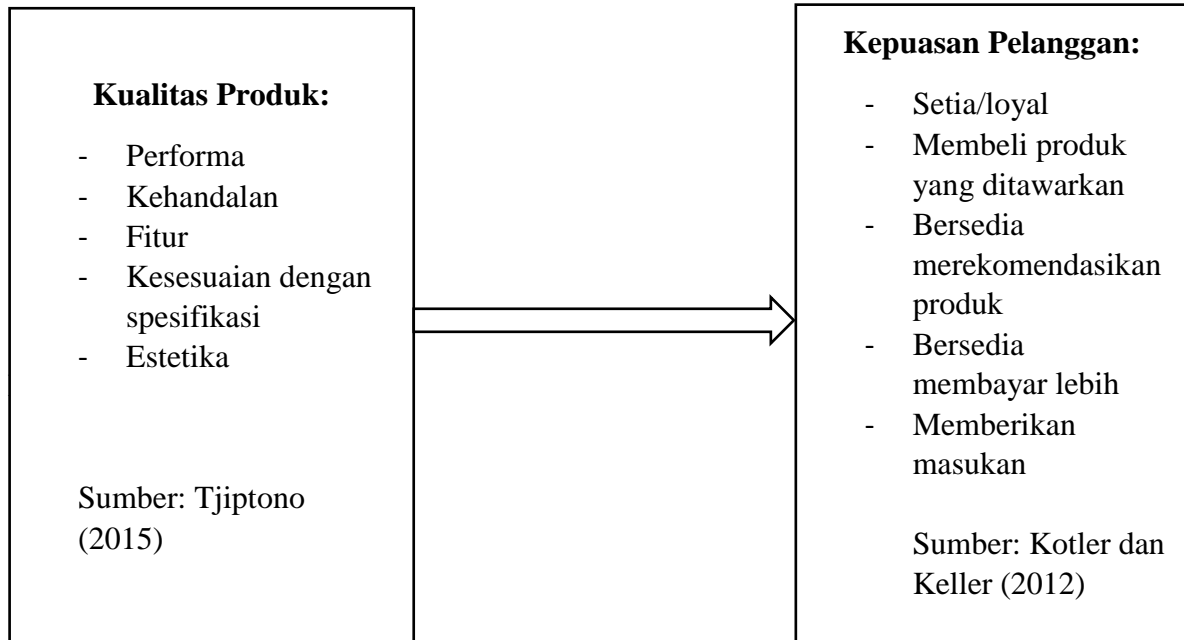 Kualitas Produk:
- Performa
- Kehandalan
- Fitur
- Kesesuaian dengan
spesifikasi
- Estetika
Sumber: Tjiptono
(2015)
Kepuasan Pelanggan:
- Setia/loyal
- Membeli produk
yang ditawarkan
- Bersedia
merekomendasikan
produk
- Bersedia
membayar lebih
- Memberikan
masukan
Sumber: Kotler dan
Keller (2012)